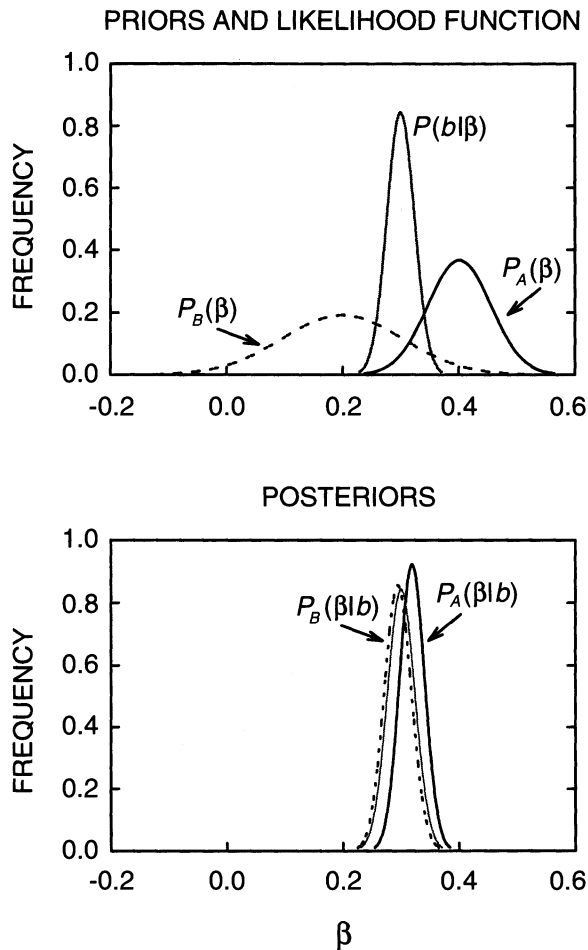 PRIORS AND LIKELIHOOD FUNCTION
1.0
0.8
0.6
0.4
0.2
0.0
FREQUENCY
P(b|β)
P_A(β)
P_B(β)
-0.2 0.0 0.2 0.4 0.6
POSTERIORS
1.0
0.8
0.6
0.4
0.2
0.0
FREQUENCY
P_B(β|b)
P_A(β|b)
-0.2 0.0 0.2 0.4 0.6
β